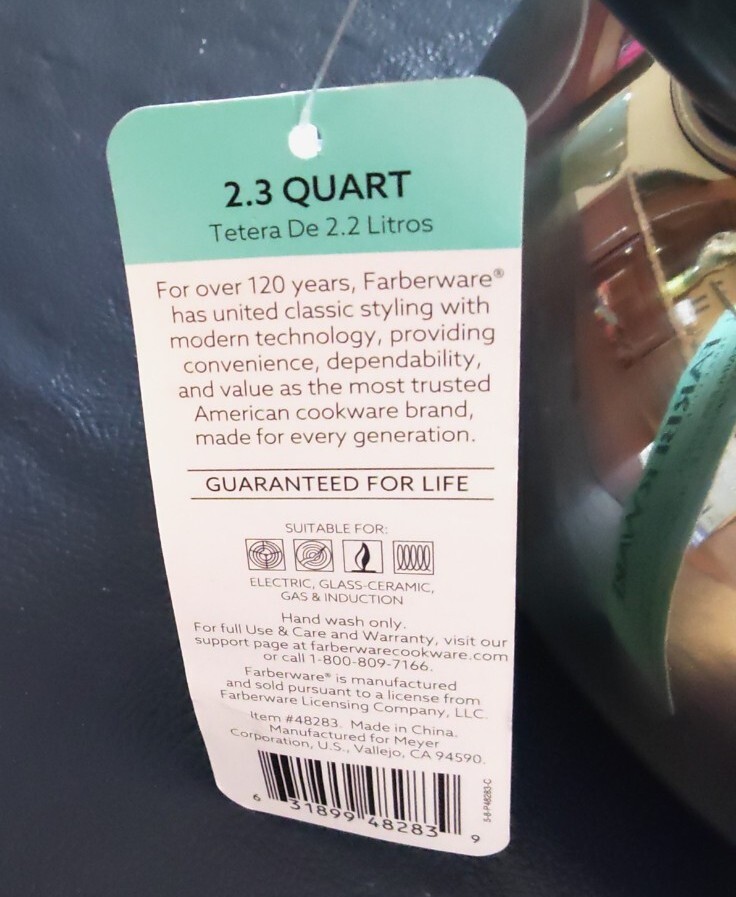 2.3 QUART
Tetera De 2.2 Litros
For over 120 years, Farberware®
has united classic styling with
modern technology, providing
convenience, dependability,
and value as the most trusted
American cookware brand,
made for every generation.
GUARANTEED FOR LIFE
SUITABLE FOR:
ELECTRIC, GLASS-CERAMIC,
GAS & INDUCTION
Hand wash only.
For full Use & Care and Warranty, visit our
support page at farberwarecookware.com
or call 1-800-809-7166.
Farberware® is manufactured
and sold pursuant to a license from
Farberware Licensing Company, LLC.
Item #48283. Made in China.
Manufactured for Meyer
Corporation, U.S., Vallejo, CA 94590.
6 31899 48283 9